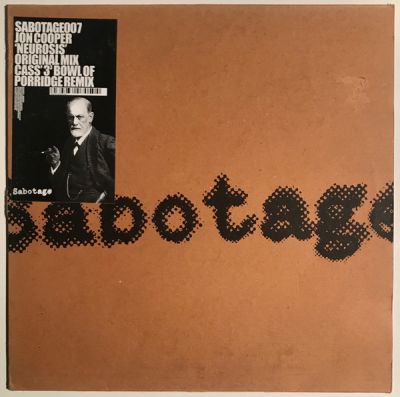 SABOTAGE007
JON COOPER
'NEUROSIS'
ORIGINAL MIX
CASS' '3' BOWL OF
PORRIDGE REMIX
Sabotage
Sabotage